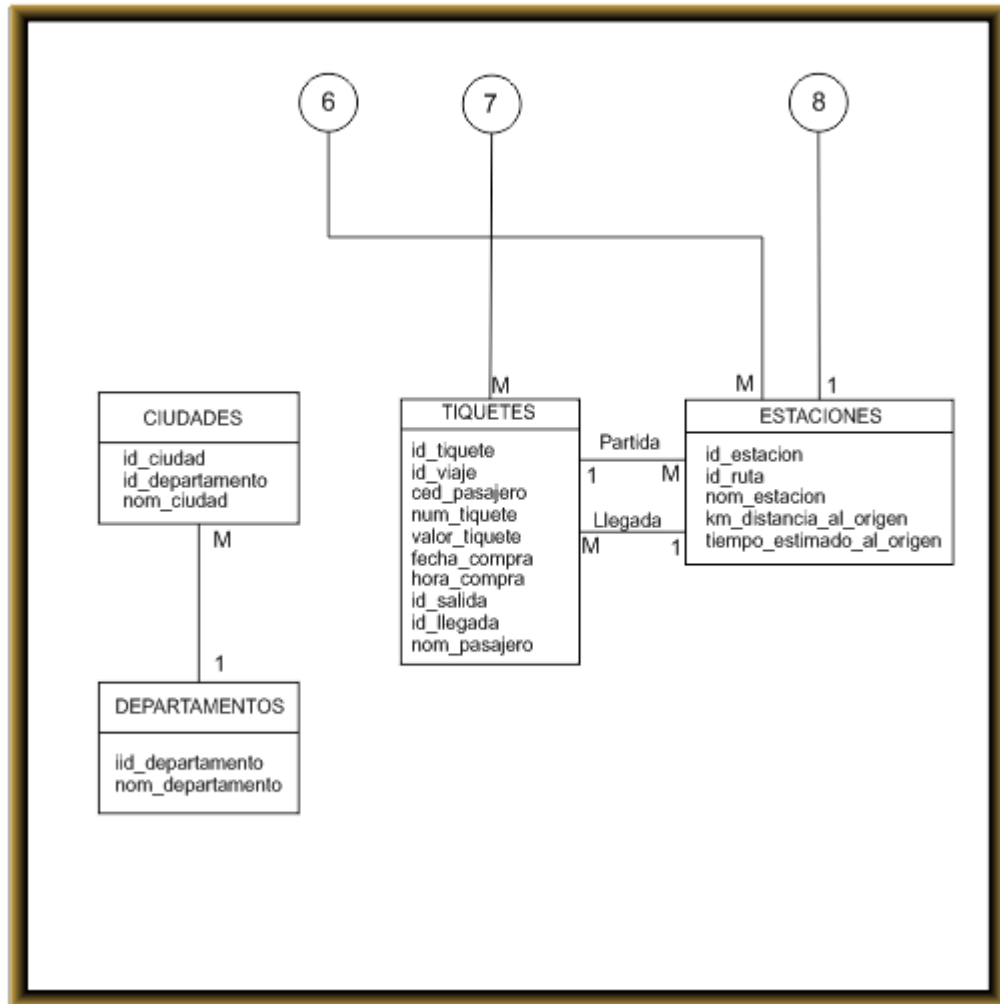 6
7
8
M
M
1
CIUDADES
id_ciudad
id_departamento
nom_ciudad
M
1
DEPARTAMENTOS
iid_departamento
nom_departamento
TIQUETES
id_tiquete
id_viaje
ced_pasajero
num_tiquete
valor_tiquete
fecha_compra
hora_compra
id_salida
id_llegada
nom_pasajero
Partida
1
M
Llegada
M
1
ESTACIONES
id_estacion
id_ruta
nom_estacion
km_distancia_al_origen
tiempo_estimado_al_origen